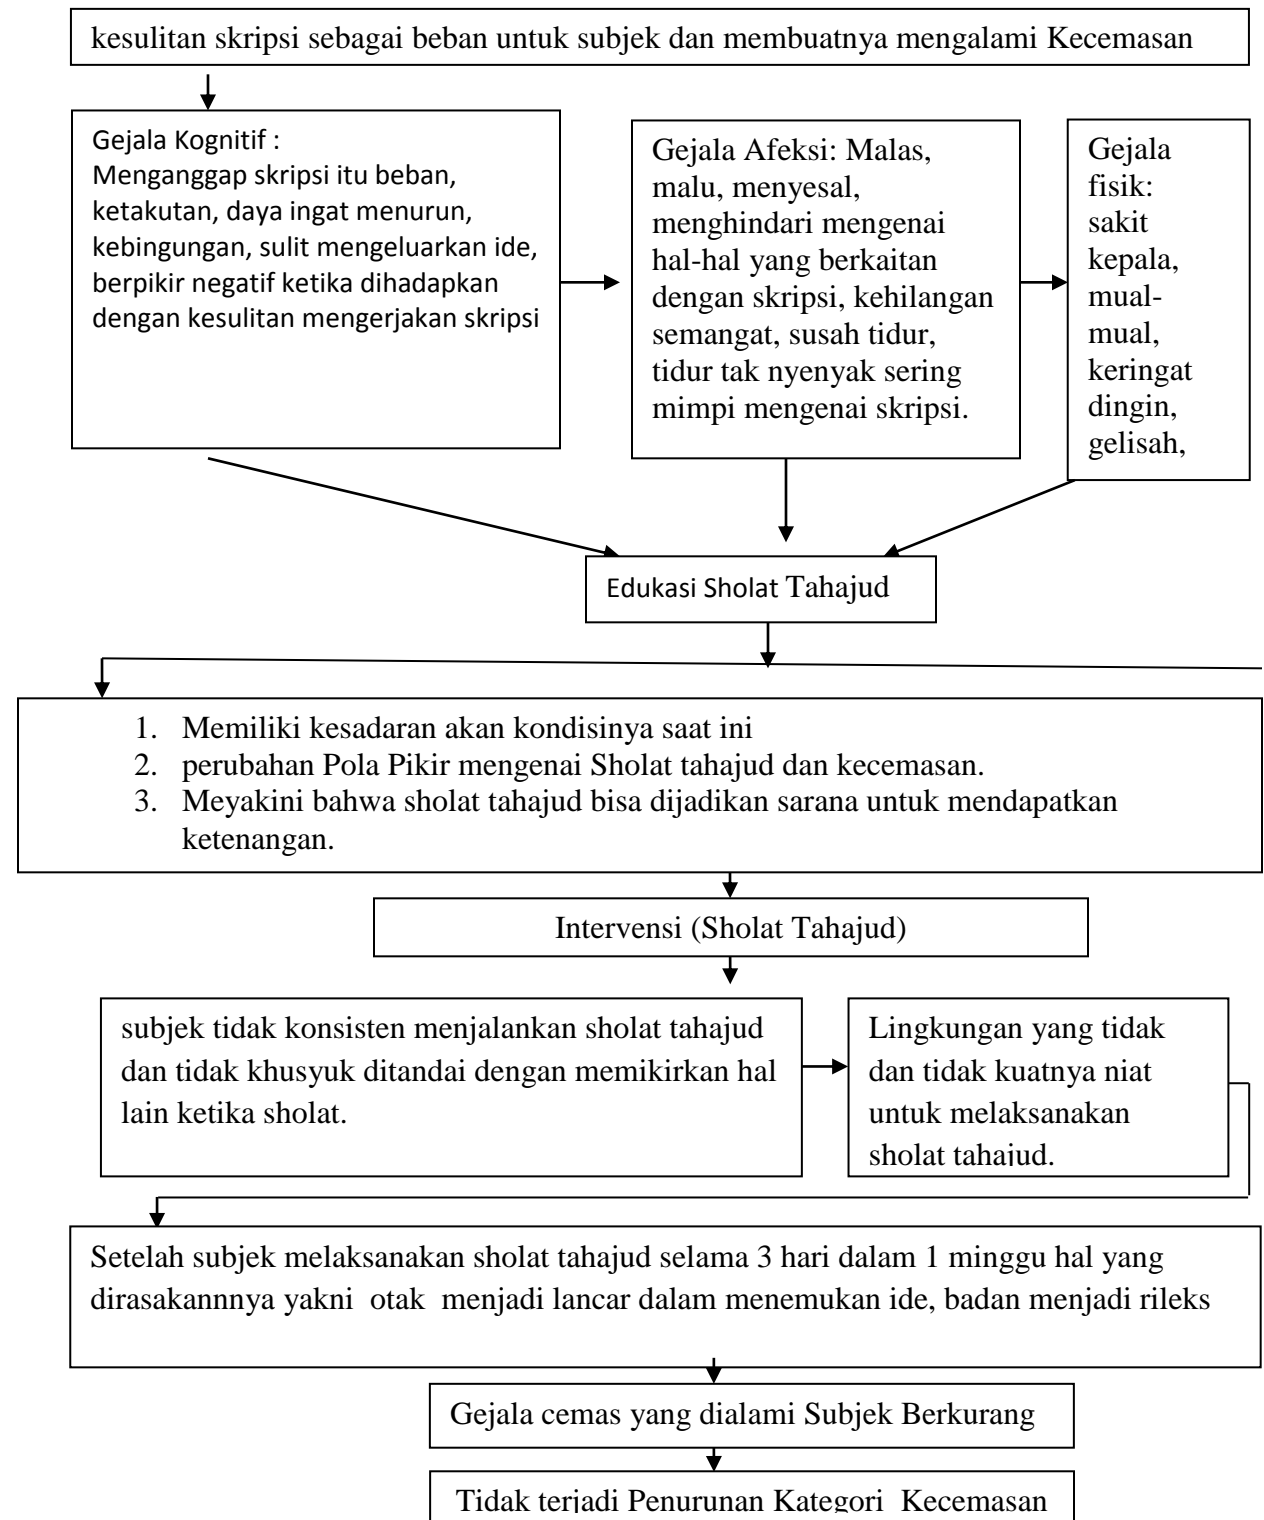 kesulitan skripsi sebagai beban untuk subjek dan membuatnya mengalami Kecemasan
Gejala Kognitif :
Menganggap skripsi itu beban,
ketakutan, daya ingat menurun,
kebingungan, sulit mengeluarkan ide,
berpikir negatif ketika dihadapkan
dengan kesulitan mengerjakan skripsi
Gejala Afeksi: Malas,
malu, menyesal,
menghindari mengenai
hal-hal yang berkaitan
dengan skripsi, kehilangan
semangat, susah tidur,
tidur tak nyenyak sering
mimpi mengenai skripsi.
Gejala
fisik:
sakit
kepala,
mual-
mual,
keringat
dingin,
gelisah,
Edukasi Sholat Tahajud
1. Memiliki kesadaran akan kondisinya saat ini
2. perubahan Pola Pikir mengenai Sholat tahajud dan kecemasan.
3. Meyakini bahwa sholat tahajud bisa dijadikan sarana untuk mendapatkan
ketenangan.
Intervensi (Sholat Tahajud)
subjek tidak konsisten menjalankan sholat tahajud
dan tidak khusyuk ditandai dengan memikirkan hal
lain ketika sholat.
Lingkungan yang tidak
dan tidak kuatnya niat
untuk melaksanakan
sholat tahajud.
Setelah subjek melaksanakan sholat tahajud selama 3 hari dalam 1 minggu hal yang
dirasakannnya yakni otak menjadi lancar dalam menemukan ide, badan menjadi rileks
Gejala cemas yang dialami Subjek Berkurang
Tidak terjadi Penurunan Kategori Kecemasan